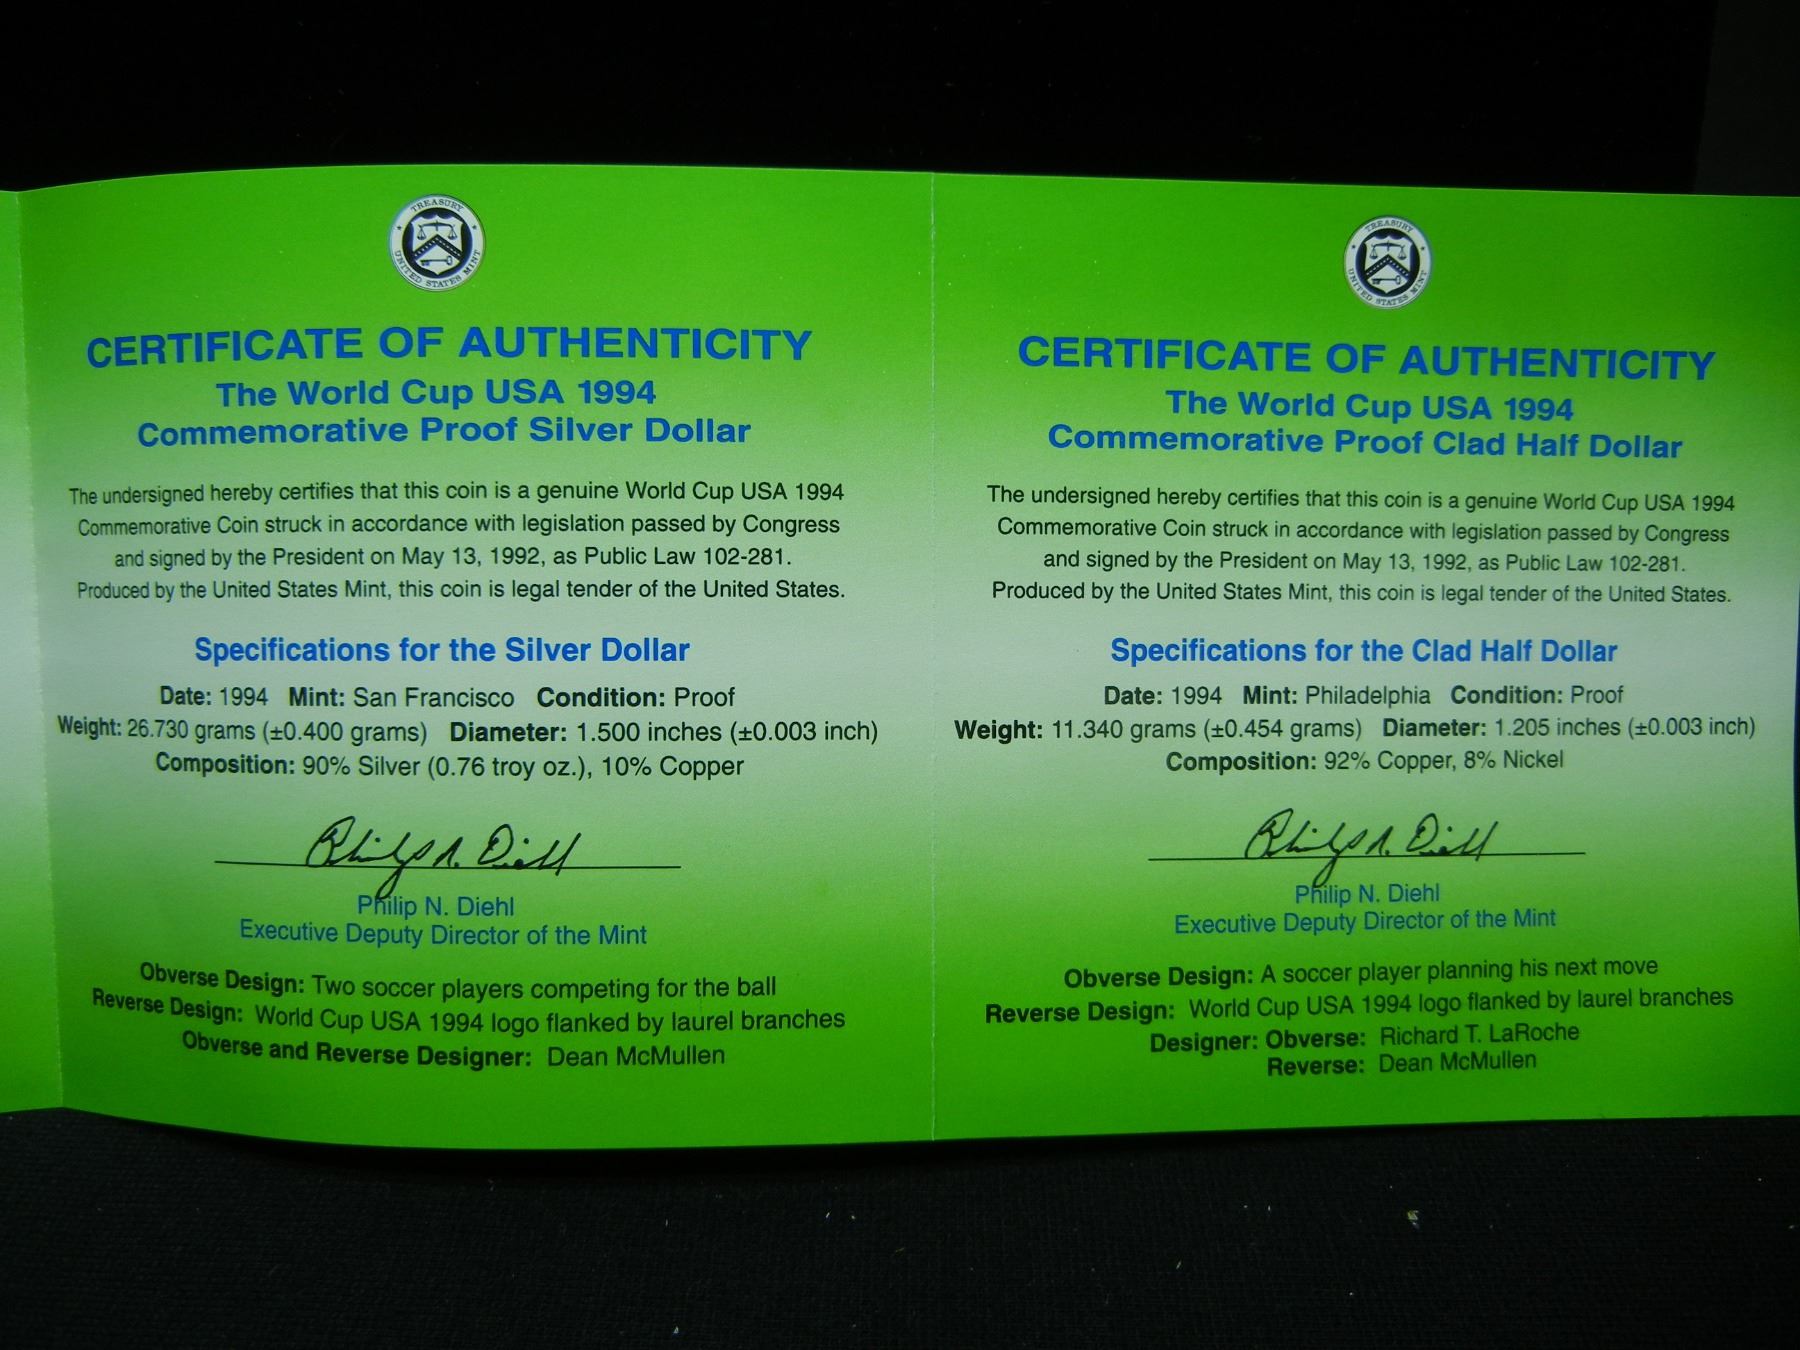 TREASURY
UNITED STATES MINT
CERTIFICATE OF AUTHENTICITY
The World Cup USA 1994
Commemorative Proof Silver Dollar
The undersigned hereby certifies that this coin is a genuine World Cup USA 1994
Commemorative Coin struck in accordance with legislation passed by Congress
and signed by the President on May 13, 1992, as Public Law 102-281.
Produced by the United States Mint, this coin is legal tender of the United States.
Specifications for the Silver Dollar
Date: 1994 Mint: San Francisco Condition: Proof
Weight: 26.730 grams (±0.400 grams) Diameter: 1.500 inches (±0.003 inch)
Composition: 90% Silver (0.76 troy oz.), 10% Copper
Philip N. Diehl
Philip N. Diehl
Executive Deputy Director of the Mint
Obverse Design: Two soccer players competing for the ball
Reverse Design: World Cup USA 1994 logo flanked by laurel branches
Obverse and Reverse Designer: Dean McMullen
TREASURY
UNITED STATES MINT
CERTIFICATE OF AUTHENTICITY
The World Cup USA 1994
Commemorative Proof Clad Half Dollar
The undersigned hereby certifies that this coin is a genuine World Cup USA 1994
Commemorative Coin struck in accordance with legislation passed by Congress
and signed by the President on May 13, 1992, as Public Law 102-281.
Produced by the United States Mint, this coin is legal tender of the United States.
Specifications for the Clad Half Dollar
Date: 1994 Mint: Philadelphia Condition: Proof
Weight: 11.340 grams (±0.454 grams) Diameter: 1.205 inches (±0.003 inch)
Composition: 92% Copper, 8% Nickel
Philip N. Diehl
Philip N. Diehl
Executive Deputy Director of the Mint
Obverse Design: A soccer player planning his next move
Reverse Design: World Cup USA 1994 logo flanked by laurel branches
Designer: Obverse: Richard T. LaRoche
Reverse: Dean McMullen